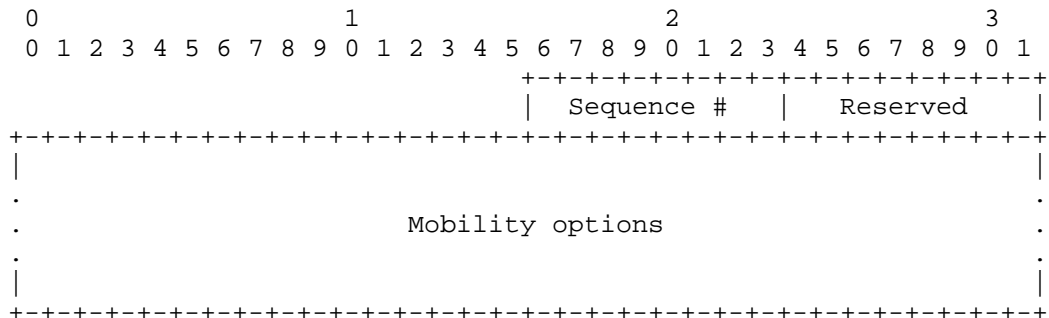 0                   1                   2                   3
 0 1 2 3 4 5 6 7 8 9 0 1 2 3 4 5 6 7 8 9 0 1 2 3 4 5 6 7 8 9 0 1
                                +-+-+-+-+-+-+-+-+-+-+-+-+-+-+-+-+
                                |  Sequence #   |   Reserved    |
+-+-+-+-+-+-+-+-+-+-+-+-+-+-+-+-+-+-+-+-+-+-+-+-+-+-+-+-+-+-+-+-+
|                                                               |
.                                                               .
.                        Mobility options                       .
.                                                               .
|                                                               |
+-+-+-+-+-+-+-+-+-+-+-+-+-+-+-+-+-+-+-+-+-+-+-+-+-+-+-+-+-+-+-+-+